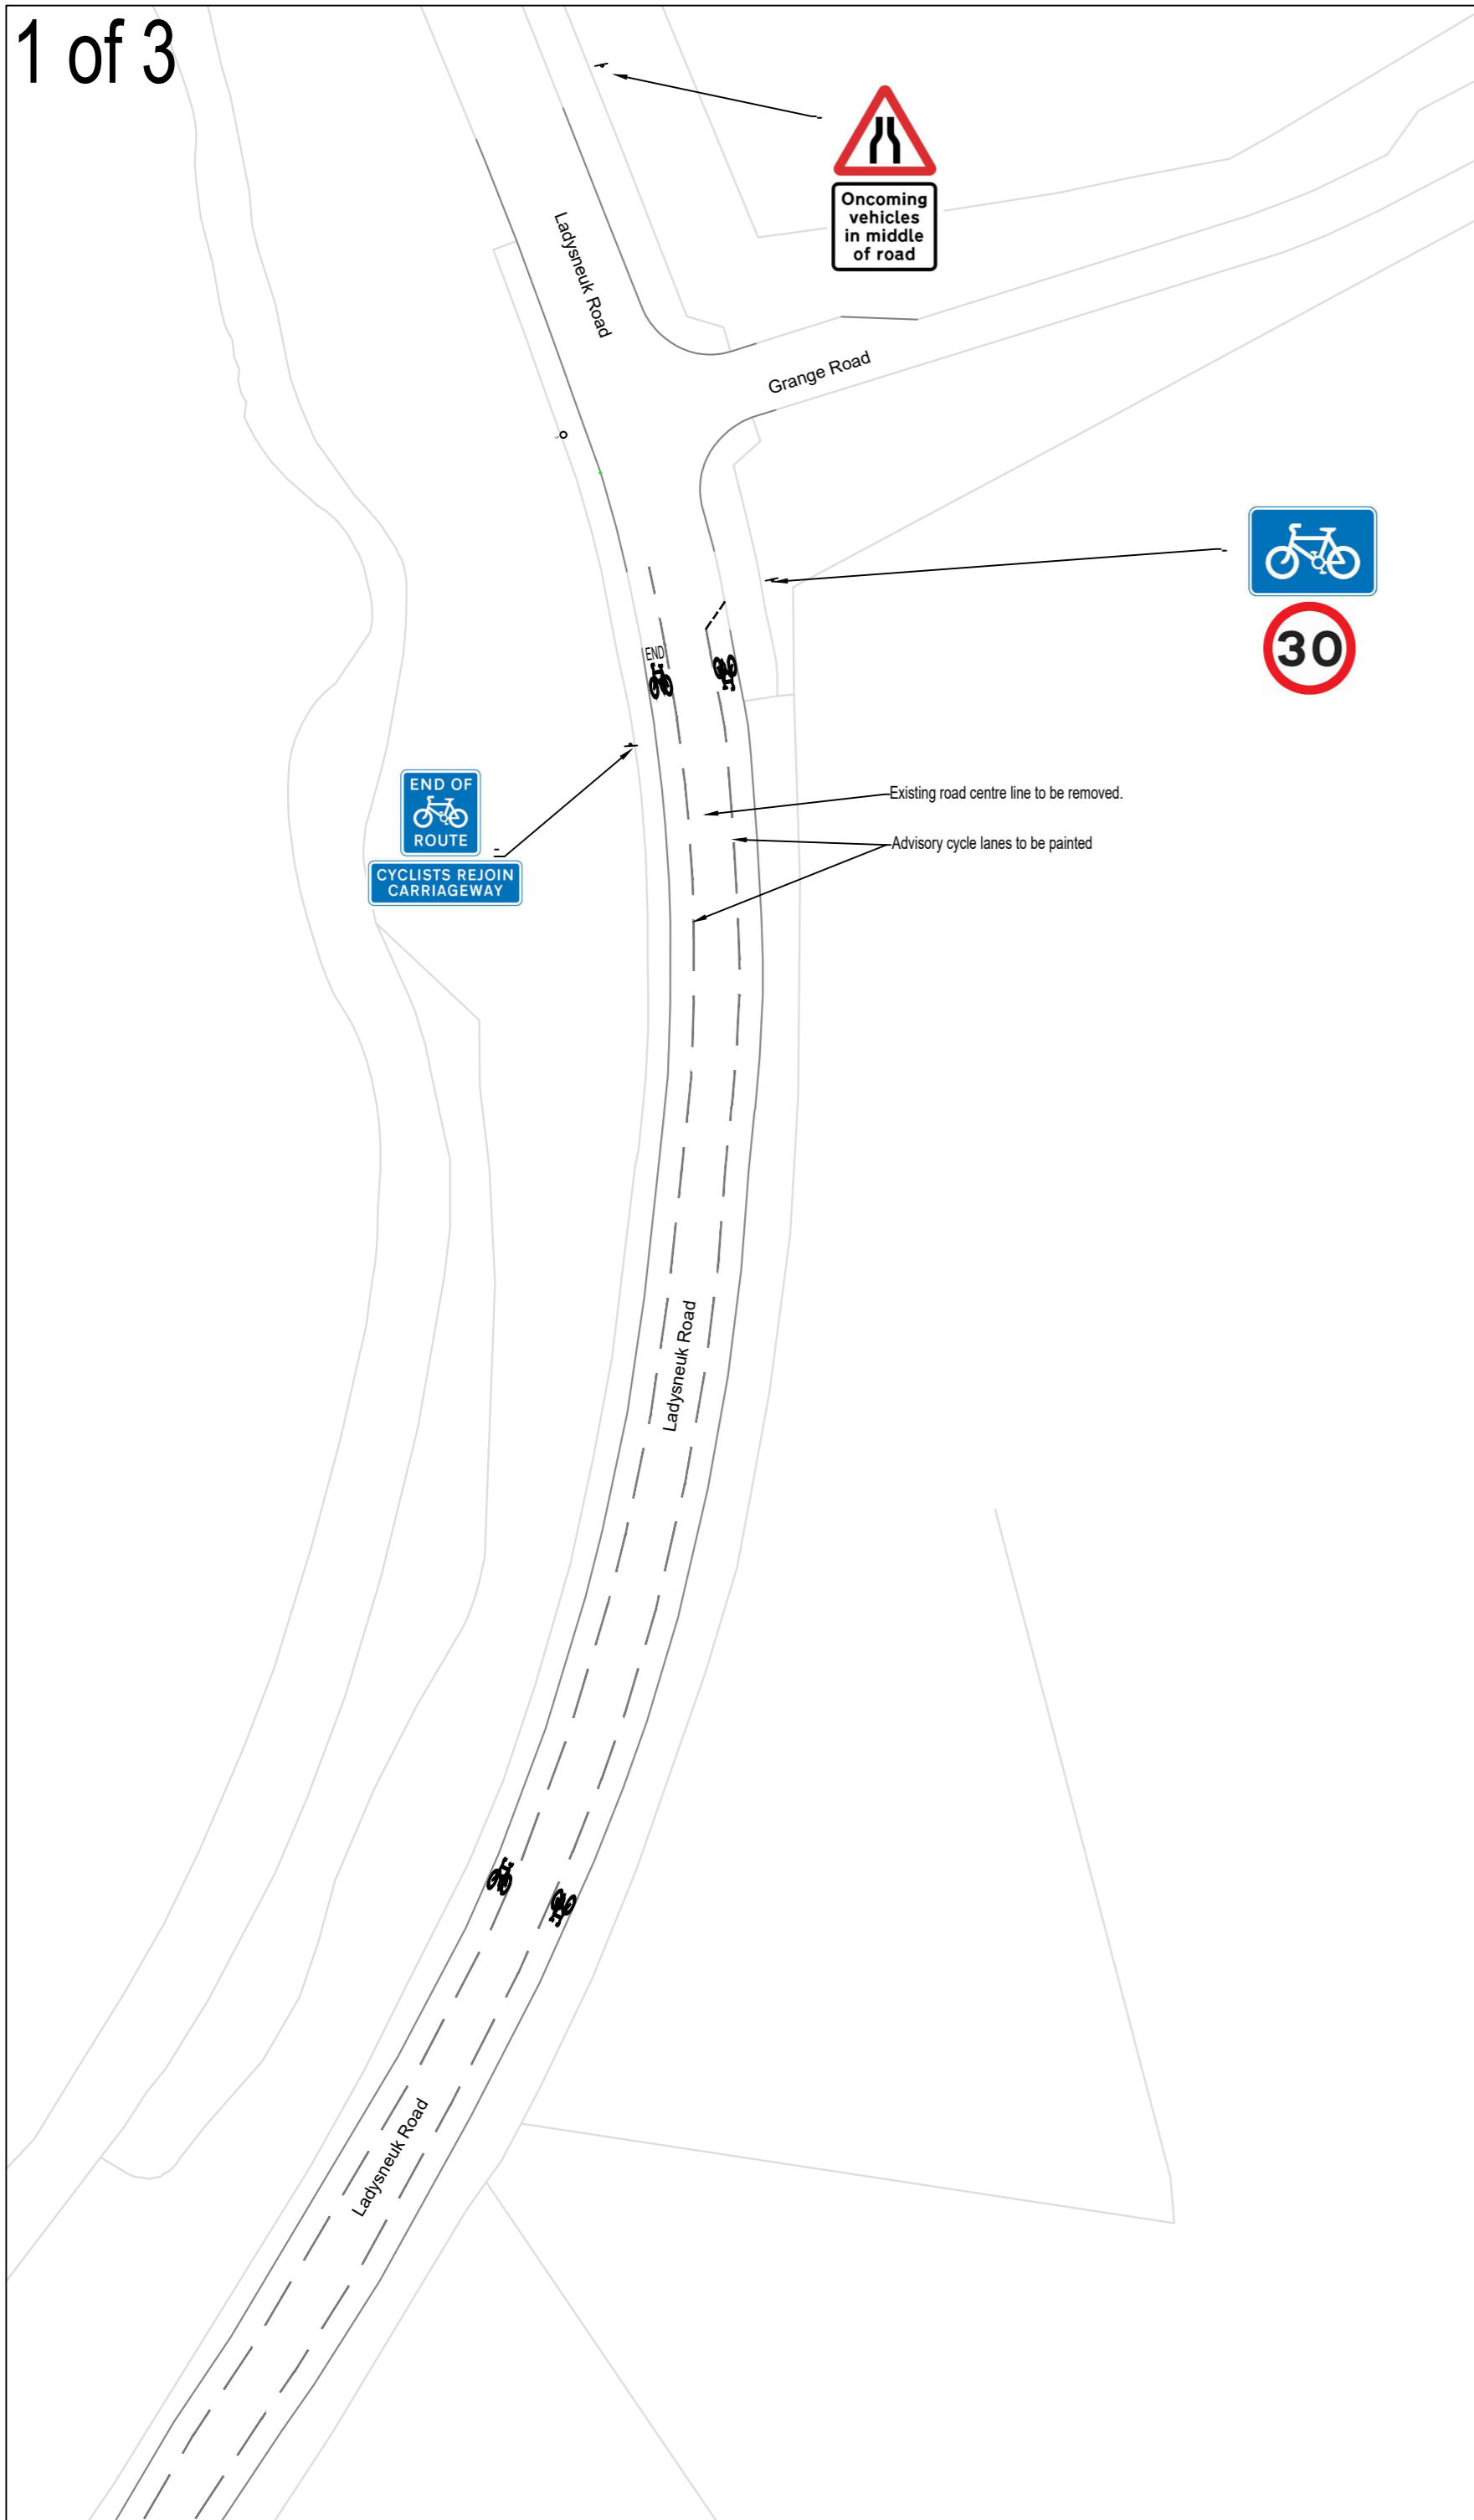 1 of 3
Oncoming
vehicles
in middle
of road
Ladysneuk Road
Grange Road
30
END
END OF
ROUTE
CYCLISTS REJOIN
CARRIAGEWAY
Existing road centre line to be removed.
Advisory cycle lanes to be painted
Ladysneuk Road
Ladysneuk Road